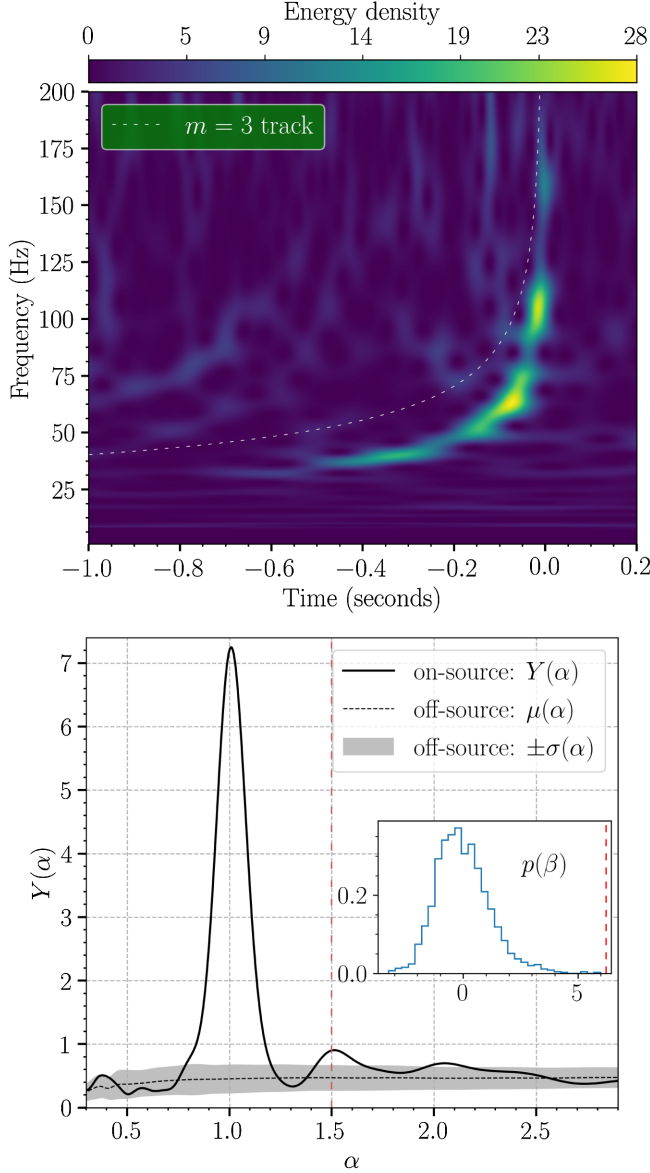 Energy density
0 5 9 14 19 23 28
200
175
150
125
100
75
50
25
Frequency (Hz)
m = 3 track
−1.0 −0.8 −0.6 −0.4 −0.2 0.0 0.2
Time (seconds)
7
6
5
4
3
2
1
0
Y(α)
on-source: Y(α)
off-source: μ(α)
off-source: ±σ(α)
p(β)
0.2
0.0
0 5
0.5 1.0 1.5 2.0 2.5
α